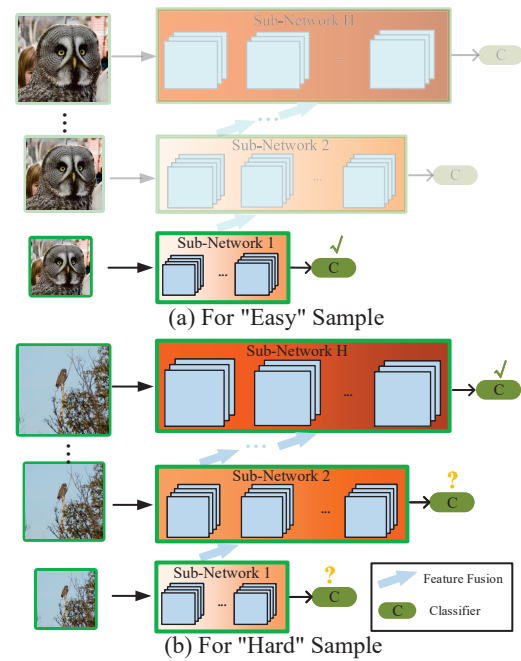 Sub-Network H
C
...
Sub-Network 2
...
C
Sub-Network 1
...
C
√
(a) For "Easy" Sample
Sub-Network H
...
C
√
...
Sub-Network 2
...
C
?
Sub-Network 1
...
C
?
Feature Fusion
C Classifier
(b) For "Hard" Sample